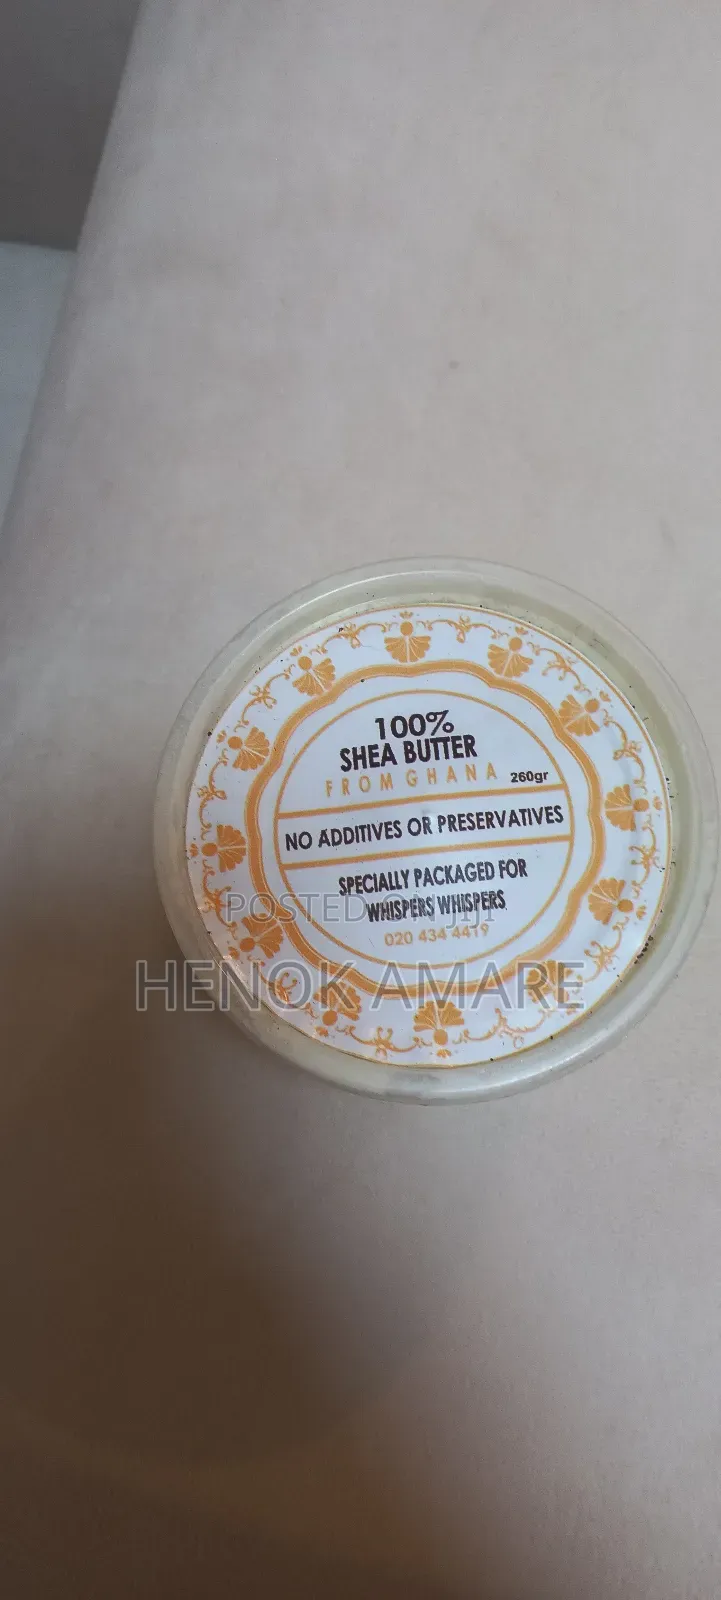 100%
SHEA BUTTER
FROM GHANA 260gr
NO ADDITIVES OR PRESERVATIVES
SPECIALLY PACKAGED FOR
WHISPERS WHISPERS
POSTED ON JIJI
020 434 4419
HENOK AMARE